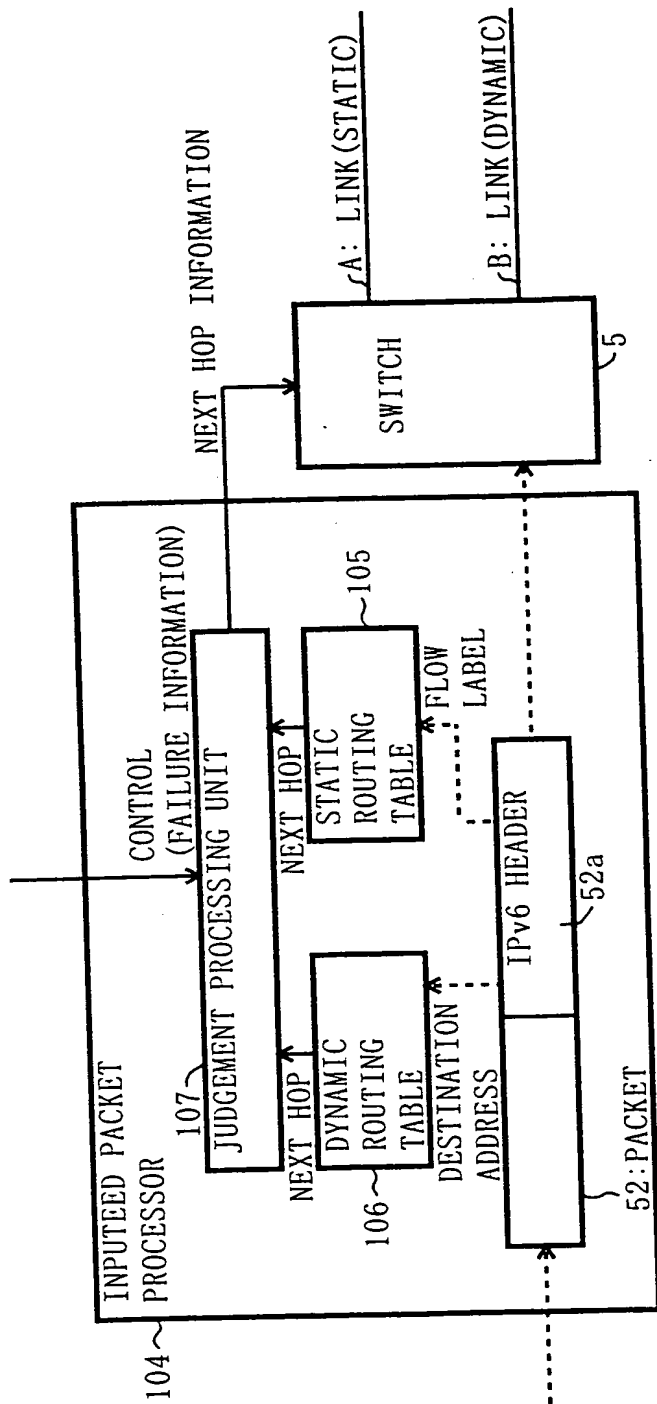 104
INPUTEED PACKET
PROCESSOR
107
CONTROL
(FAILURE INFORMATION)
JUDGEMENT PROCESSING UNIT
NEXT HOP INFORMATION
NEXT HOP
NEXT HOP
106
DYNAMIC
ROUTING
TABLE
STATIC
ROUTING
TABLE
105
DESTINATION
ADDRESS
FLOW
LABEL
IPv6 HEADER
52a
52:PACKET
SWITCH
5
A: LINK(STATIC)
B: LINK(DYNAMIC)